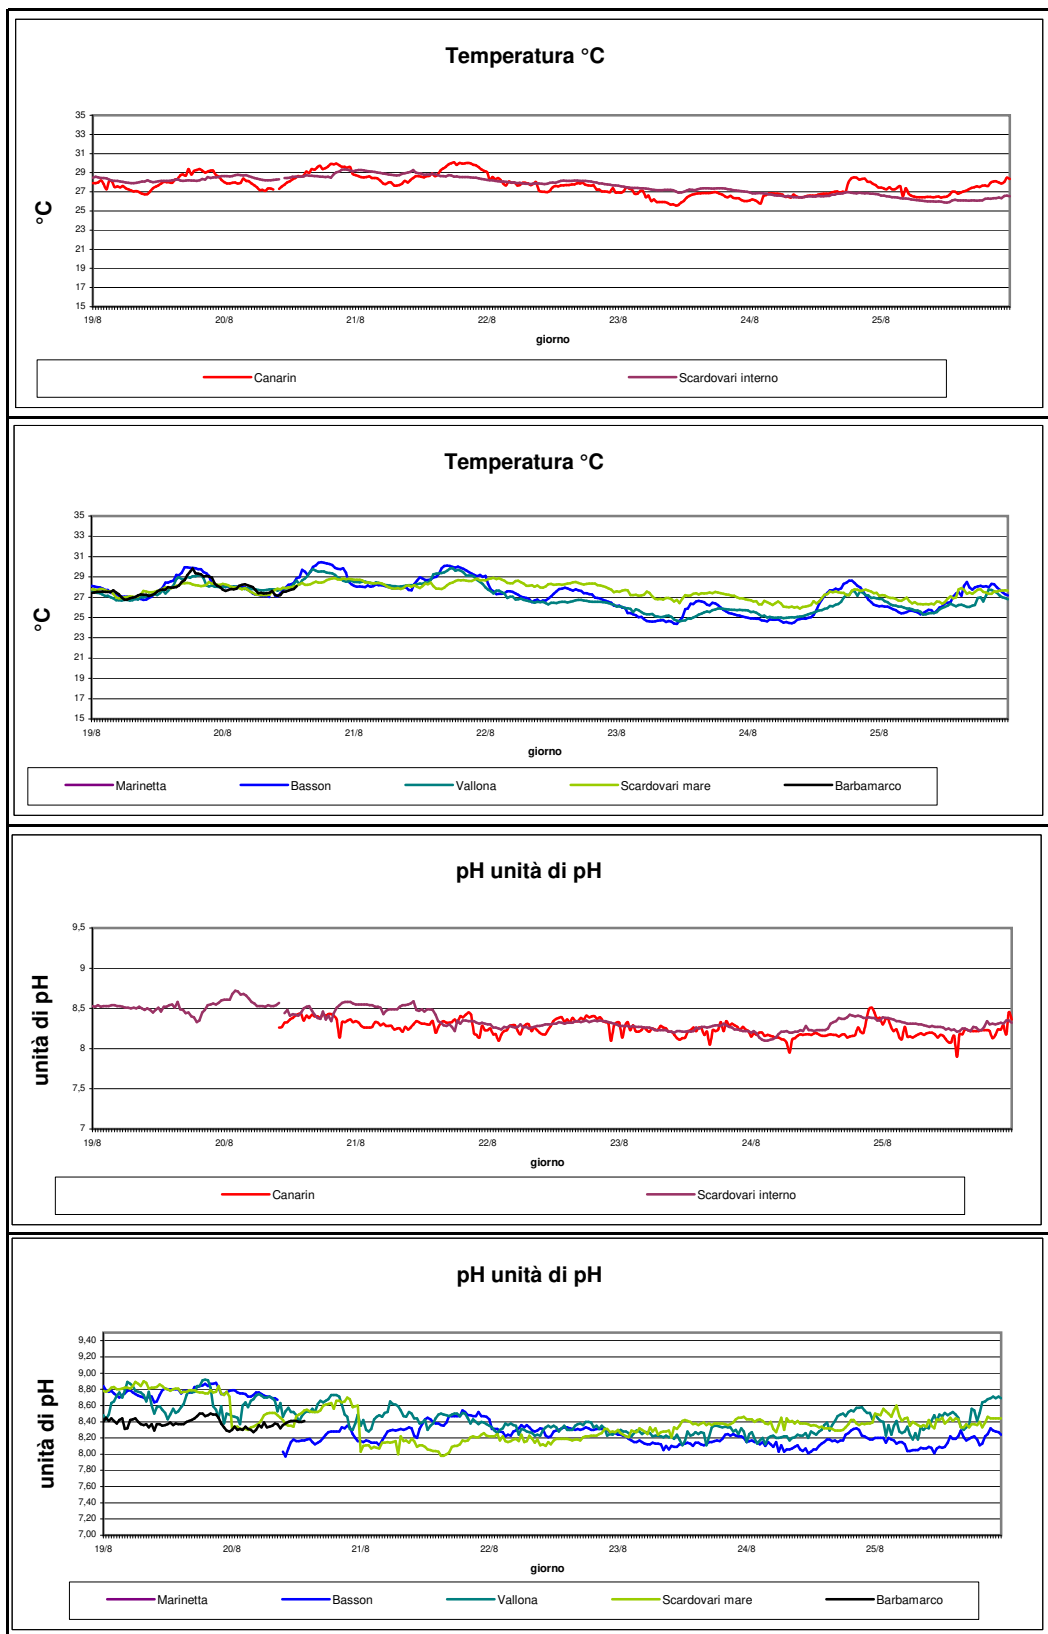 Temperatura °C
35
33
31
29
27
25
23
21
19
17
15
°C
19/8 20/8 21/8 22/8 23/8 24/8 25/8
giorno
Canarin Scardovari interno
Temperatura °C
35
33
31
29
27
25
23
21
19
17
15
°C
19/8 20/8 21/8 22/8 23/8 24/8 25/8
giorno
Marinetta Basson Vallona Scardovari mare Barbamarco
pH unità di pH
9,5
9
8,5
8
7,5
7
unità di pH
19/8 20/8 21/8 22/8 23/8 24/8 25/8
giorno
Canarin Scardovari interno
pH unità di pH
9,40
9,20
9,00
8,80
8,60
8,40
8,20
8,00
7,80
7,60
7,40
7,20
7,00
unità di pH
19/8 20/8 21/8 22/8 23/8 24/8 25/8
giorno
Marinetta Basson Vallona Scardovari mare Barbamarco